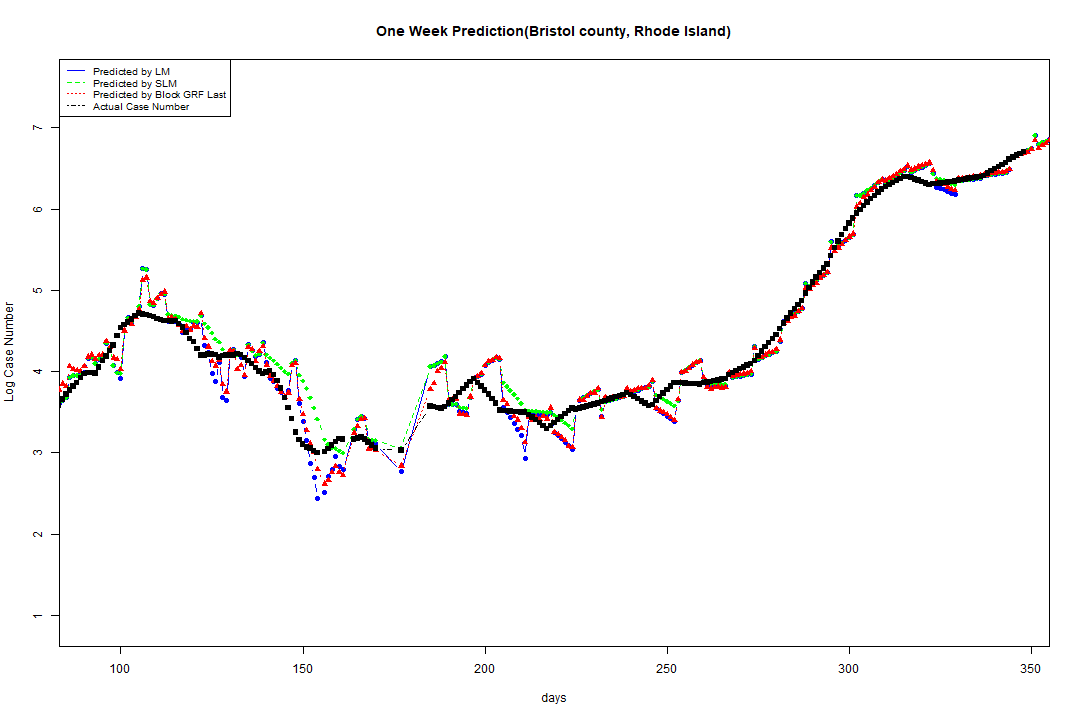 One Week Prediction(Bristol county, Rhode Island)
Predicted by LM
Predicted by SLM
Predicted by Block GRF Last
Actual Case Number
Log Case Number
7
6
5
4
3
2
1
100 150 200 250 300 350
days